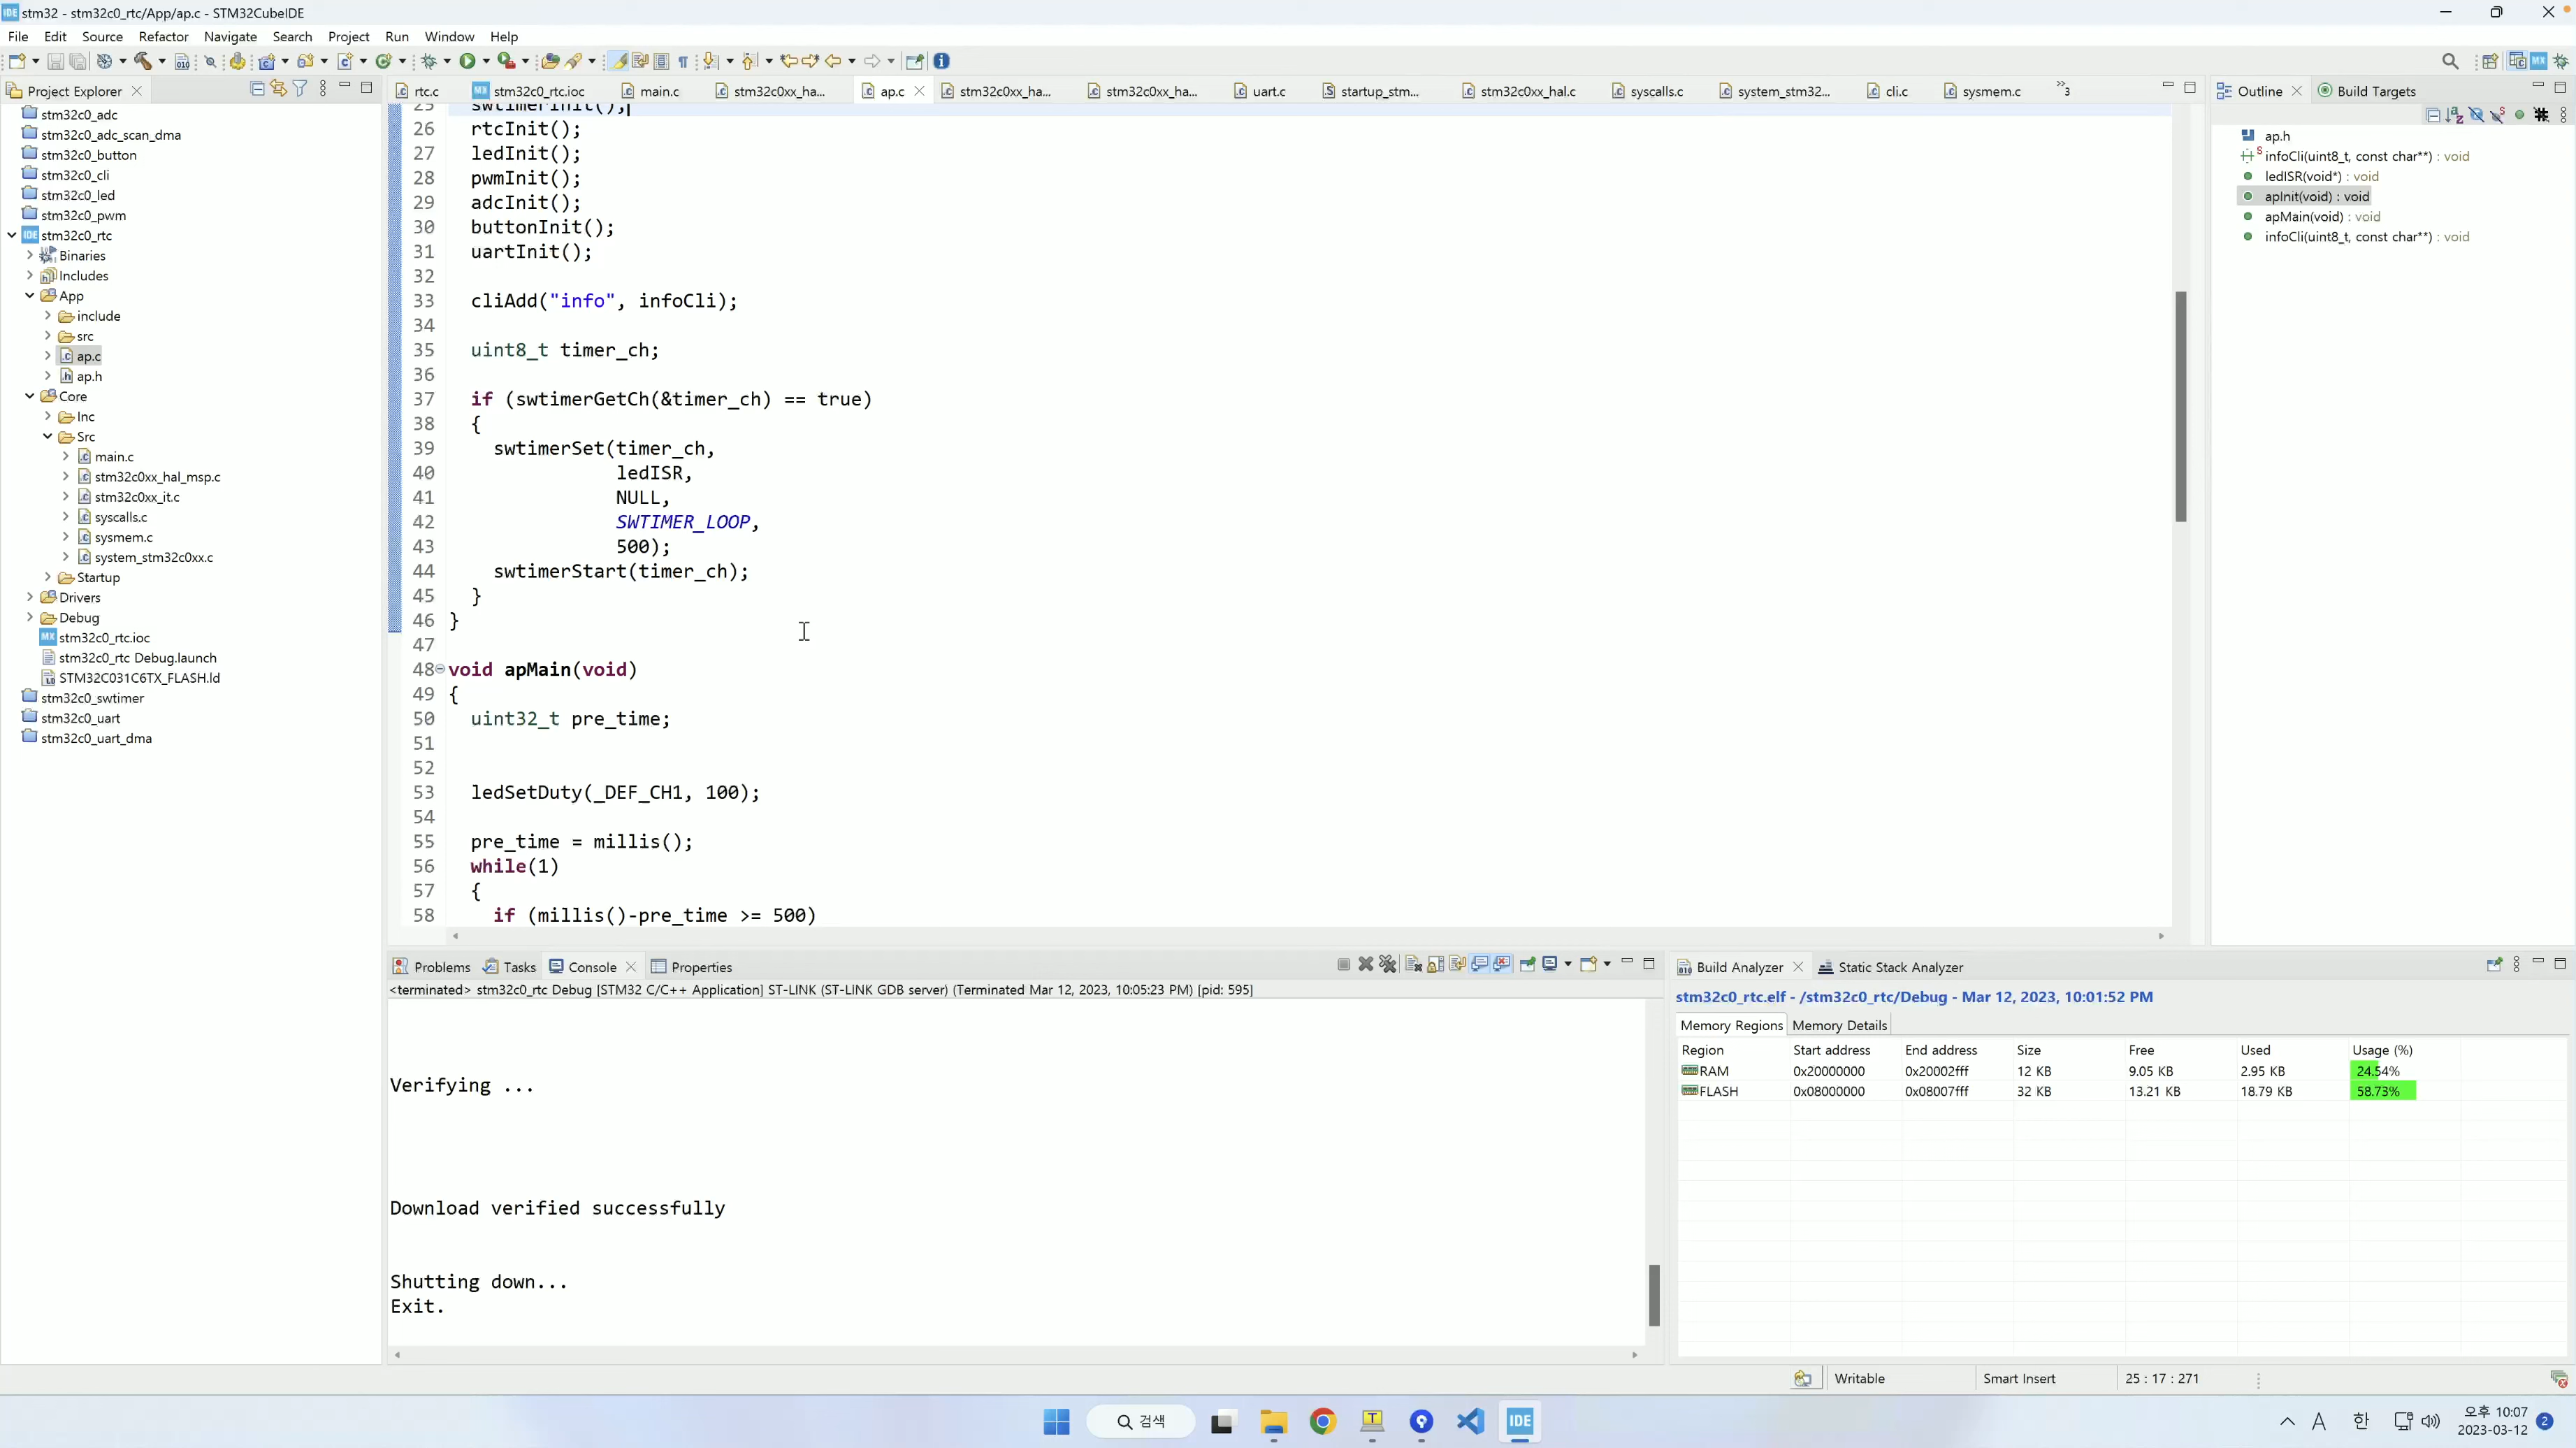 IDE stm32 - stm32c0_rtc/App/ap.c - STM32CubeIDE
File Edit Source Refactor Navigate Search Project Run Window Help
Project Explorer
stm32c0_adc
stm32c0_adc_scan_dma
stm32c0_button
stm32c0_cli
stm32c0_led
stm32c0_pwm
IDE stm32c0_rtc
Binaries
Includes
App
include
src
ap.c
ap.h
Core
Inc
Src
main.c
stm32c0xx_hal_msp.c
stm32c0xx_it.c
syscalls.c
sysmem.c
system_stm32c0xx.c
Startup
Drivers
Debug
MX stm32c0_rtc.ioc
stm32c0_rtc Debug.launch
STM32C031C6TX_FLASH.ld
stm32c0_swtimer
stm32c0_uart
stm32c0_uart_dma
rtc.c MX stm32c0_rtc.ioc main.c stm32c0xx_ha... ap.c stm32c0xx_ha... stm32c0xx_ha... uart.c startup_stm... stm32c0xx_hal.c syscalls.c system_stm32... cli.c sysmem.c »3
25 swtimerInit();
26 rtcInit();
27 ledInit();
28 pwmInit();
29 adcInit();
30 buttonInit();
31 uartInit();
32
33 cliAdd("info", infoCli);
34
35 uint8_t timer_ch;
36
37 if (swtimerGetCh(&timer_ch) == true)
38 {
39 swtimerSet(timer_ch,
40 ledISR,
41 NULL,
42 SWTIMER_LOOP,
43 500);
44 swtimerStart(timer_ch);
45 }
46 }
47
48 void apMain(void)
49 {
50 uint32_t pre_time;
51
52
53 ledSetDuty(_DEF_CH1, 100);
54
55 pre_time = millis();
56 while(1)
57 {
58 if (millis()-pre_time >= 500)
Outline Build Targets
ap.h
infoCli(uint8_t, const char**) : void
ledISR(void*) : void
apInit(void) : void
apMain(void) : void
infoCli(uint8_t, const char**) : void
Problems Tasks Console Properties
<terminated> stm32c0_rtc Debug [STM32 C/C++ Application] ST-LINK (ST-LINK GDB server) (Terminated Mar 12, 2023, 10:05:23 PM) [pid: 595]
Verifying ...
Download verified successfully
Shutting down...
Exit.
Build Analyzer Static Stack Analyzer
stm32c0_rtc.elf - /stm32c0_rtc/Debug - Mar 12, 2023, 10:01:52 PM
Memory Regions Memory Details
Region Start address End address Size Free Used Usage (%)
RAM 0x20000000 0x20002fff 12 KB 9.05 KB 2.95 KB 24.54%
FLASH 0x08000000 0x08007fff 32 KB 13.21 KB 18.79 KB 58.73%
Writable Smart Insert 25 : 17 : 271
검색 IDE A 한 오후 10:07 2
2023-03-12